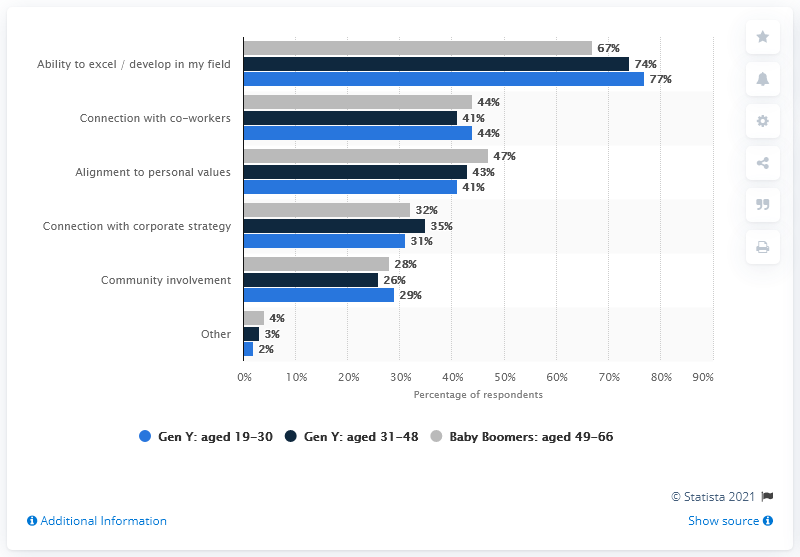 67%
Ability to excel / develop in my field 74%
77%
44%
Connection with co-workers 41%
44%
47%
Alignment to personal values 43%
41%
32%
Connection with corporate strategy 35%
31%
28%
Community involvement 26%
29%
4%
Other 3%
2%
0% 10% 20% 30% 40% 50% 60% 70% 80% 90%
Percentage of respondents
Gen Y: aged 19-30 Gen Y: aged 31-48 Baby Boomers: aged 49-66
© Statista 2021
Additional Information Show source